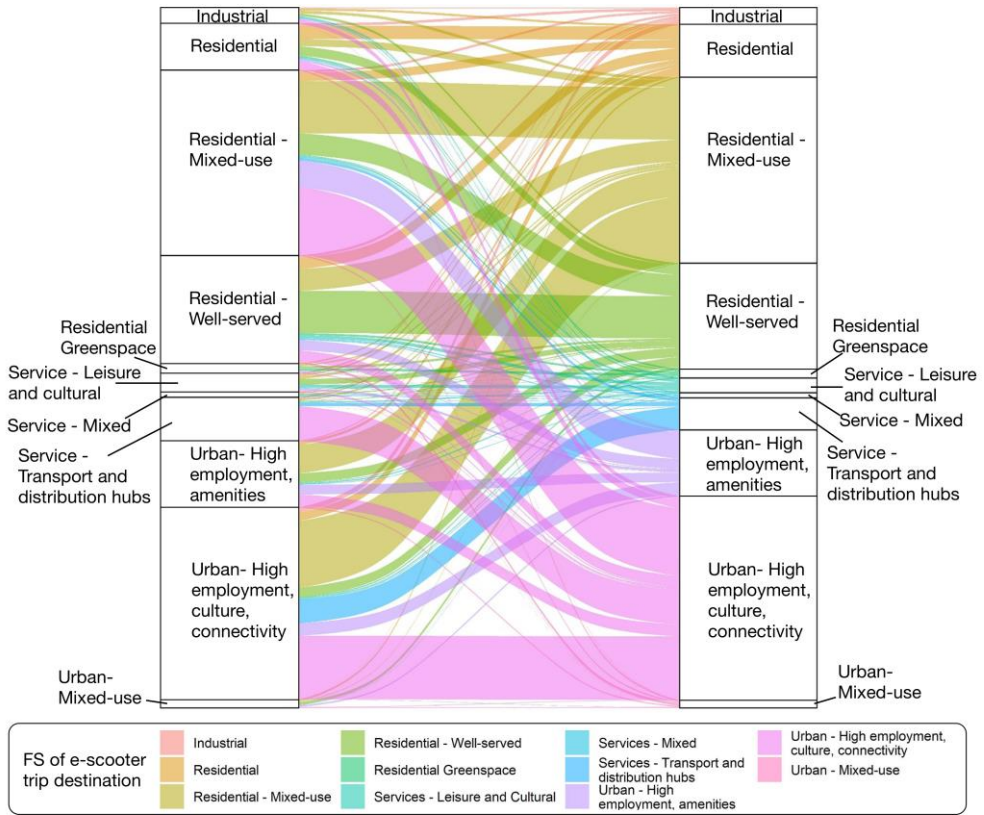 Industrial
Residential
Residential -
Mixed-use
Residential -
Well-served
Residential
Greenspace
Service - Leisure
and cultural
Service - Mixed
Service -
Transport and
distribution hubs
Urban- High
employment,
amenities
Urban- High
employment,
culture,
connectivity
Urban-
Mixed-use
Industrial
Residential
Residential -
Mixed-use
Residential -
Well-served
Residential
Greenspace
Service - Leisure
and cultural
Service - Mixed
Service -
Transport and
distribution hubs
Urban- High
employment,
amenities
Urban- High
employment,
culture,
connectivity
Urban-
Mixed-use
FS of e-scooter
trip destination
Industrial
Residential
Residential - Mixed-use
Residential - Well-served
Residential Greenspace
Services - Leisure and Cultural
Services - Mixed
Services - Transport and
distribution hubs
Urban - High
employment, amenities
Urban - High employment,
culture, connectivity
Urban - Mixed-use